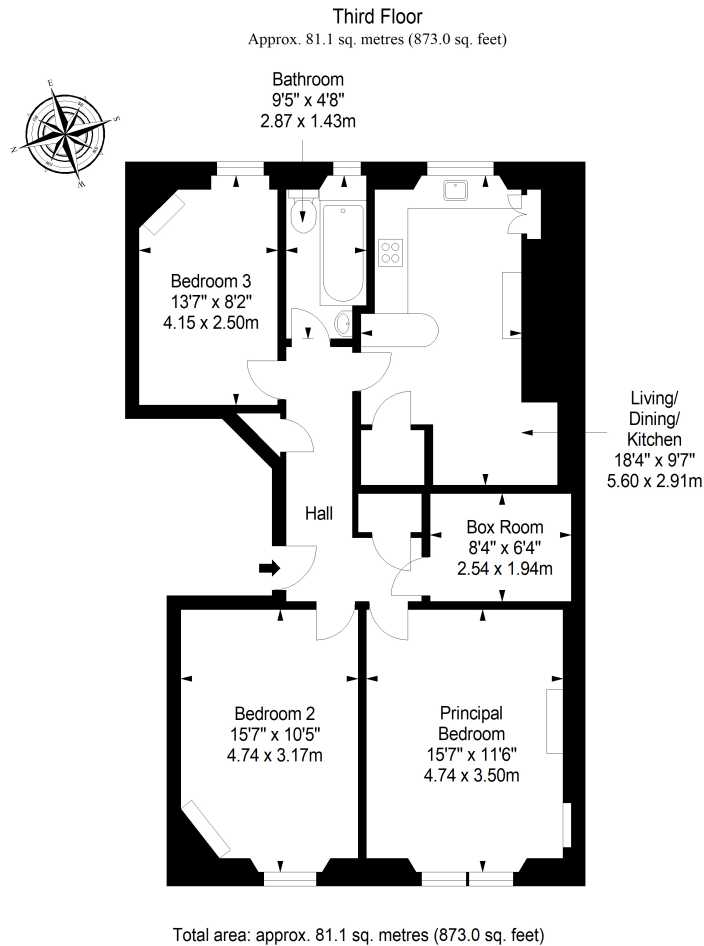 Third Floor
Approx. 81.1 sq. metres (873.0 sq. feet)
Bathroom
9'5" x 4'8"
2.87 x 1.43m
E
S
N
W
Bedroom 3
13'7" x 8'2"
4.15 x 2.50m
Living/
Dining/
Kitchen
18'4" x 9'7"
5.60 x 2.91m
Hall
Box Room
8'4" x 6'4"
2.54 x 1.94m
Bedroom 2
15'7" x 10'5"
4.74 x 3.17m
Principal
Bedroom
15'7" x 11'6"
4.74 x 3.50m
Total area: approx. 81.1 sq. metres (873.0 sq. feet)